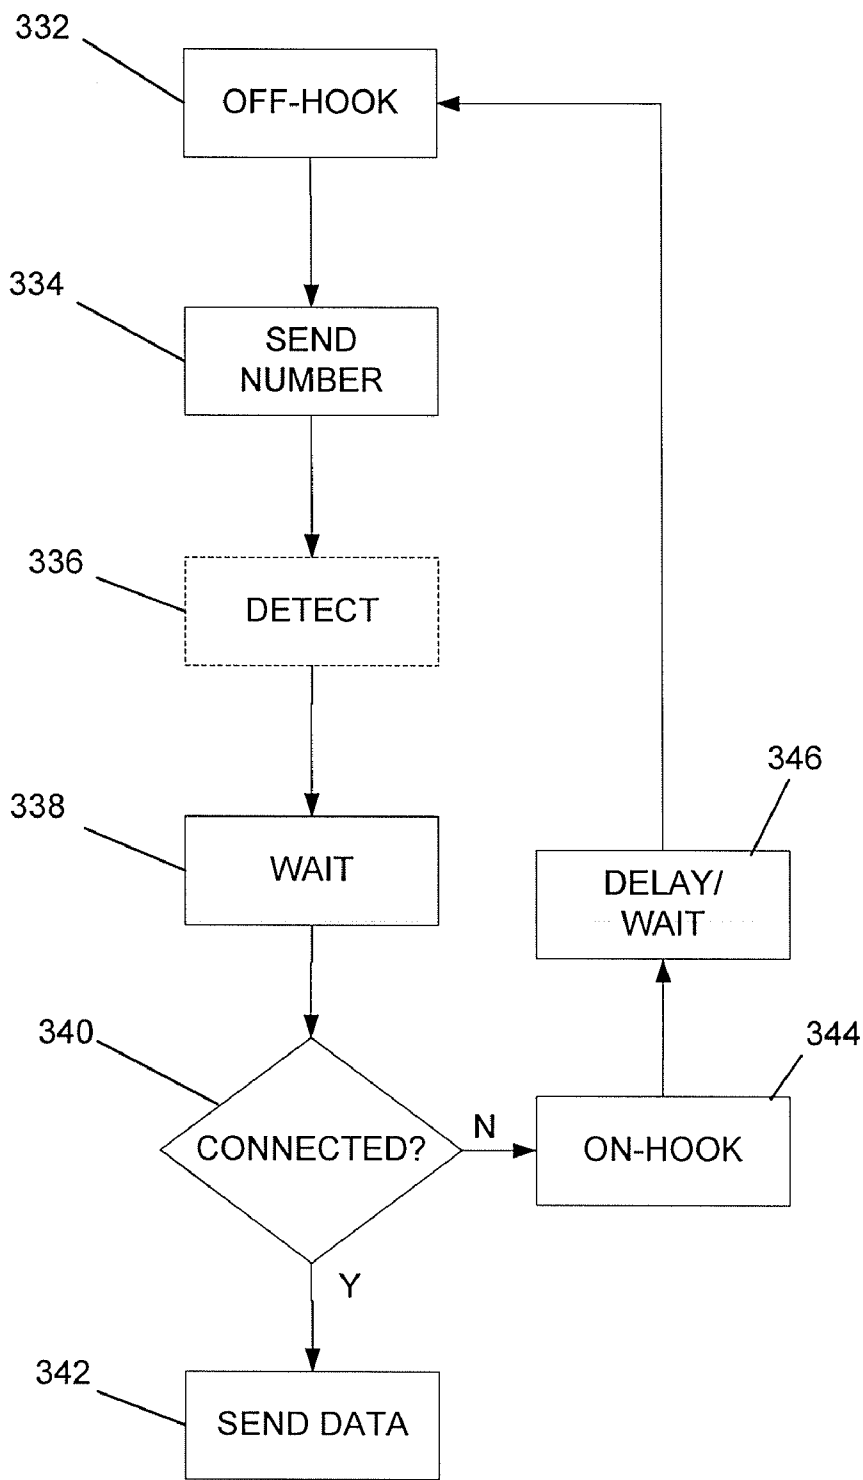 332
OFF-HOOK
334
SEND
NUMBER
336
DETECT
338
WAIT
346
DELAY/
WAIT
340
CONNECTED?
N
344
ON-HOOK
Y
342
SEND DATA